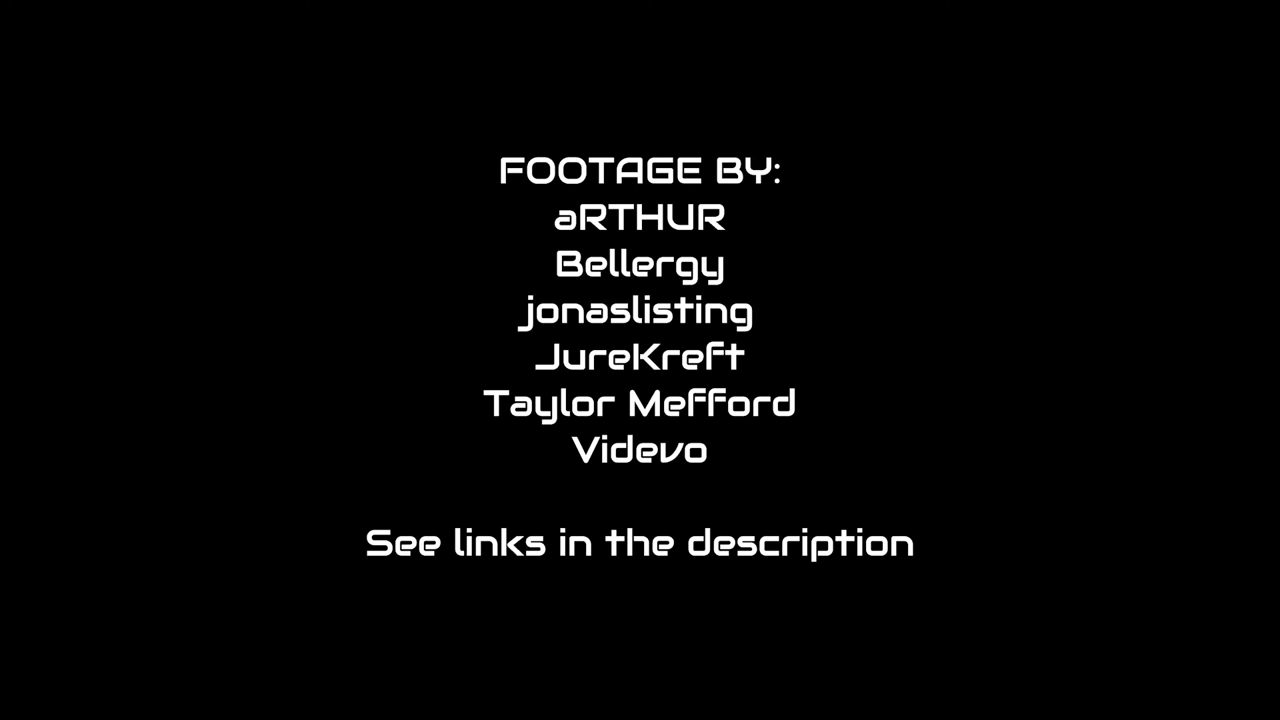 FOOTAGE BY:
aRTHUR
Bellergy
jonaslisting
JureKreft
Taylor Mefford
Videvo
See links in the description